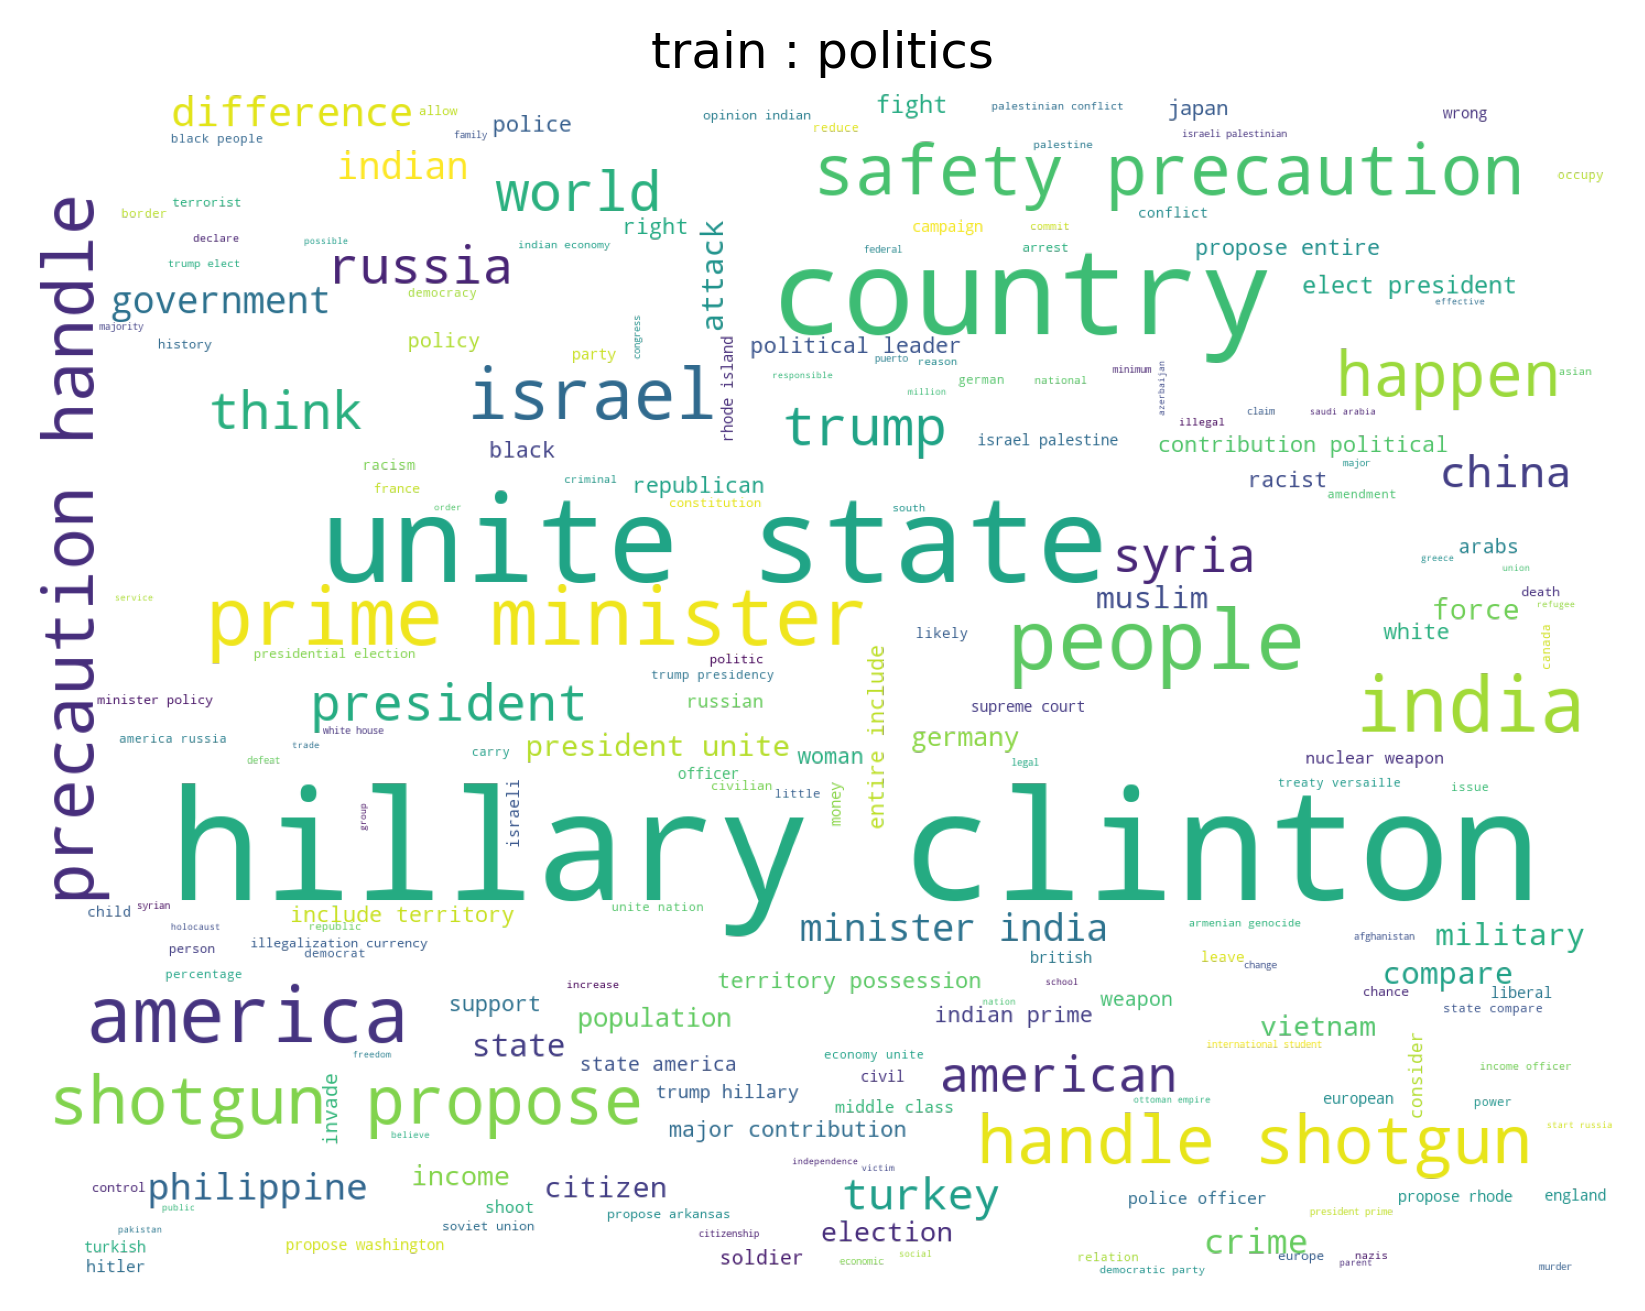 train : politics
difference
allow
black people
family
police
opinion indian
reduce
fight
palestinian conflict
japan
israeli palestinian
wrong
palestine
indian
world
safety precaution
occupy
terrorist
border
declare
possible
indian economy
right
attack
campaign
commit
conflict
federal
arrest
propose entire
trump elect
russia
country
elect president
effective
government
democracy
majority
history
policy
party
congress
rhode island
political leader
puerto
reason
responsible
million
german
national
minimum
azerbaijan
happen
asian
precaution handle
think
israel
trump
israel palestine
illegal
claim
saudi arabia
contribution political
black
racism
france
criminal
republican
constitution
order
south
racist
major
amendment
china
unite state
syria
arabs
greece
union
death
refugee
service
prime minister
muslim
people
force
white
canada
likely
presidential election
politic
trump presidency
entire include
india
minister policy
president
russian
supreme court
white house
america russia
trade
defeat
carry
president unite
woman
germany
legal
nuclear weapon
officer
civilian
little
money
treaty versaille
issue
group
israeli
hillary clinton
child
syrian
holocaust
include territory
republic
unite nation
illegalization currency
democrat
person
percentage
minister india
armenian genocide
afghanistan
military
british
leave
change
compare
america
support
increase
territory possession
school
nation
weapon
chance
liberal
state compare
population
indian prime
vietnam
state
freedom
state america
economy unite
international student
consider
income officer
civil
american
shotgun propose
invade
trump hillary
middle class
ottoman empire
european
power
believe
major contribution
handle shotgun
start russia
independence
victim
control
philippine
income
citizen
turkey
police officer
propose rhode
england
public
shoot
propose arkansas
president prime
pakistan
soviet union
citizenship
election
crime
turkish
propose washington
hitler
soldier
economic
social
relation
democratic party
europe
nazis
parent
murder